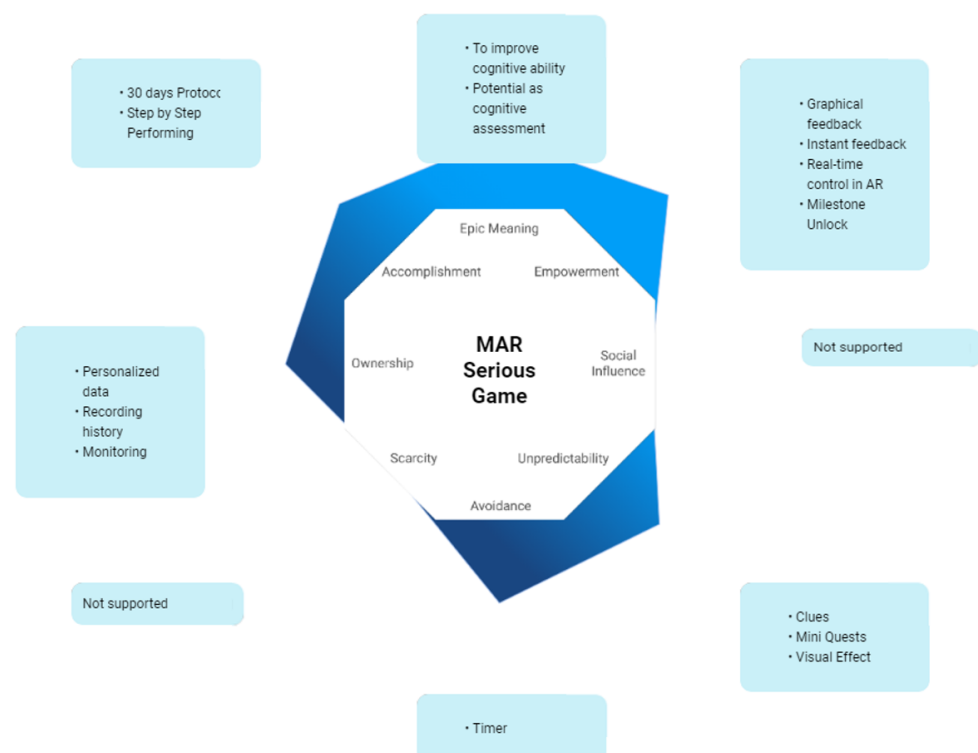 • To improve
cognitive ability
• Potential as
cognitive
assessment
• 30 days Protoc
• Step by Step
Performing
• Graphical
feedback
• Instant feedback
• Real-time
control in AR
• Milestone
Unlock
Epic Meaning
Accomplishment
Empowerment
Ownership
MAR
Serious
Game
Social
Influence
Not supported
• Personalized
data
• Recording
history
• Monitoring
Scarcity
Unpredictability
Avoidance
Not supported
• Clues
• Mini Quests
• Visual Effect
• Timer